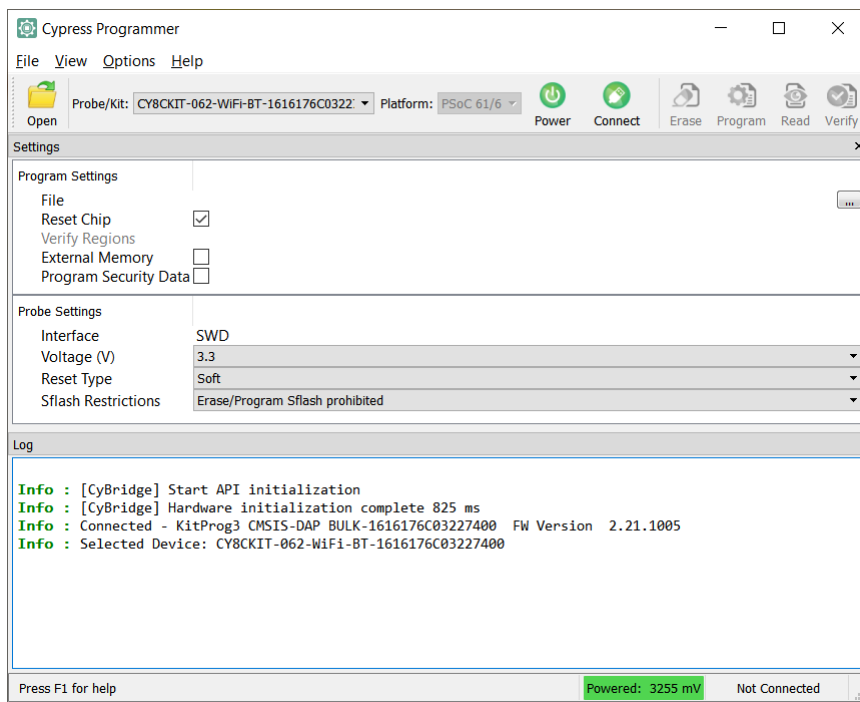 Cypress Programmer
File View Options Help
Open
Probe/Kit: CY8CKIT-062-WiFi-BT-1616176C0322
Platform: PSoC 61/6
Power Connect Erase Program Read Verify
Settings
Program Settings
File ...
Reset Chip
Verify Regions
External Memory
Program Security Data
Probe Settings
Interface SWD
Voltage (V) 3.3
Reset Type Soft
Sflash Restrictions Erase/Program Sflash prohibited
Log
Info : [CyBridge] Start API initialization
Info : [CyBridge] Hardware initialization complete 825 ms
Info : Connected - KitProg3 CMSIS-DAP BULK-1616176C03227400 FW Version 2.21.1005
Info : Selected Device: CY8CKIT-062-WiFi-BT-1616176C03227400
Press F1 for help
Powered: 3255 mV
Not Connected